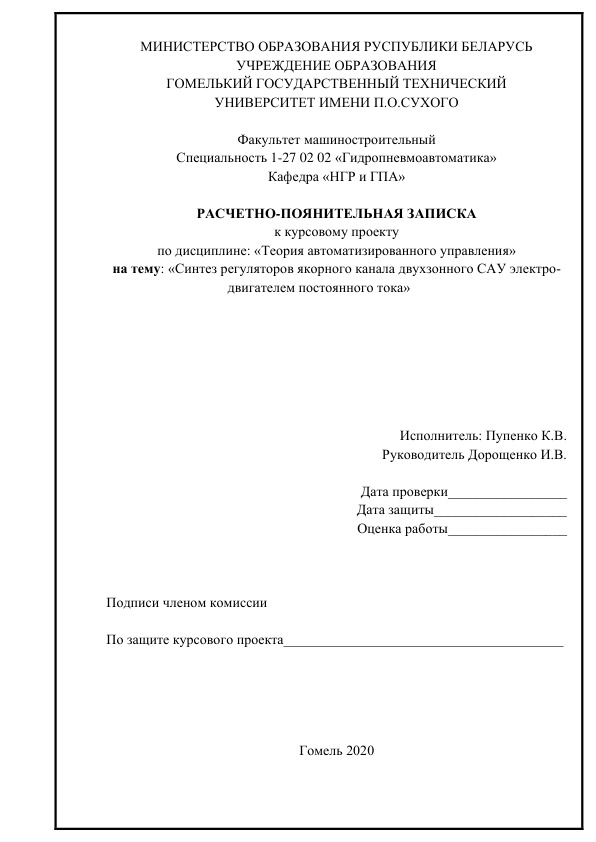 МИНИСТЕРСТВО ОБРАЗОВАНИЯ РУСПУБЛИКИ БЕЛАРУСЬ
УЧРЕЖДЕНИЕ ОБРАЗОВАНИЯ
ГОМЕЛЬКИЙ ГОСУДАРСТВЕННЫЙ ТЕХНИЧЕСКИЙ
УНИВЕРСИТЕТ ИМЕНИ П.О.СУХОГО
Факультет машиностроительный
Специальность 1-27 02 02 «Гидропневмоавтоматика»
Кафедра «НГР и ГПА»
РАСЧЕТНО-ПОЯНИТЕЛЬНАЯ ЗАПИСКА
к курсовому проекту
по дисциплине: «Теория автоматизированного управления»
на тему: «Синтез регуляторов якорного канала двухзонного САУ электро-
двигателем постоянного тока»
Исполнитель: Пупенко К.В.
Руководитель Дорощенко И.В.
Дата проверки_________________
Дата защиты___________________
Оценка работы_________________
Подписи членом комиссии
По защите курсового проекта________________________________________
Гомель 2020